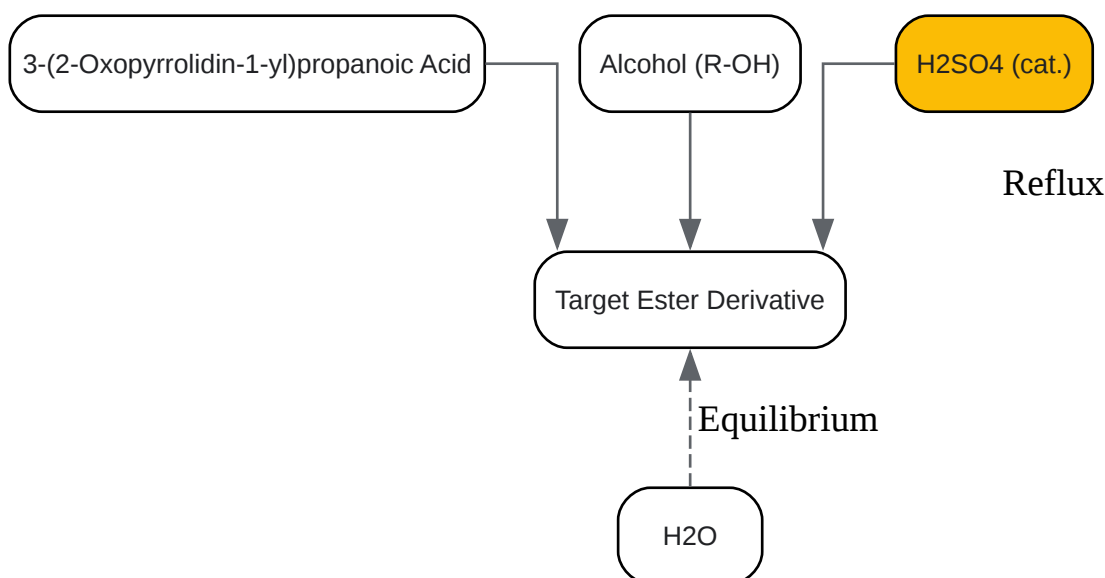 3-(2-Oxopyrrolidin-1-yl)propanoic Acid
Alcohol (R-OH)
H2SO4 (cat.)
Reflux
Target Ester Derivative
Equilibrium
H2O